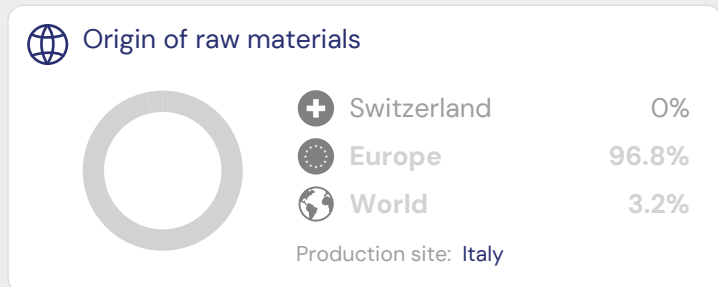 Origin of raw materials
Switzerland 0%
Europe 96.8%
World 3.2%
Production site: Italy